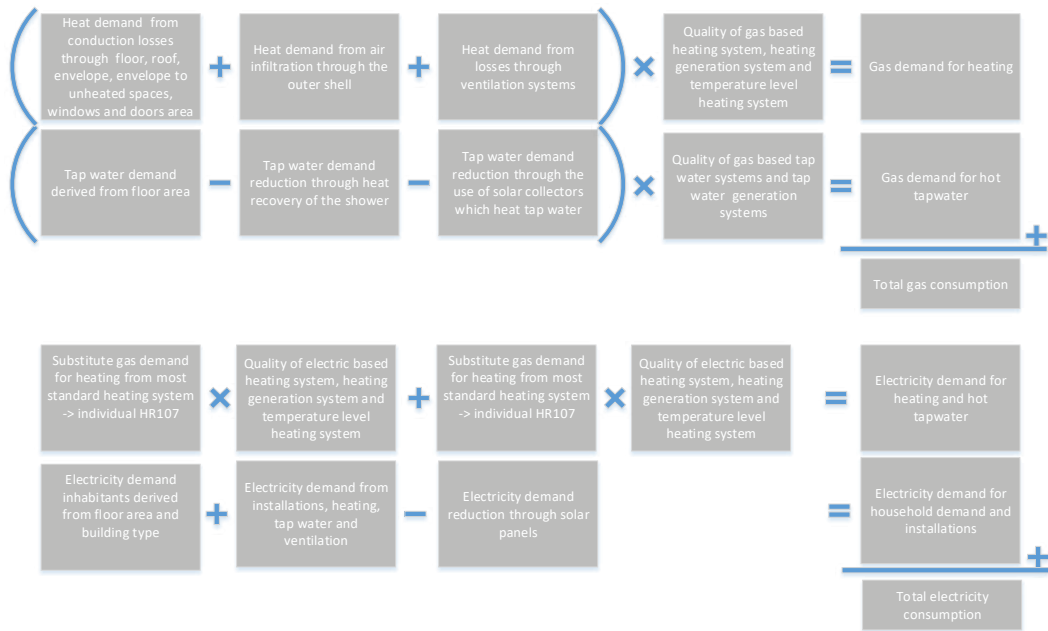 Heat demand from
conduction losses
through floor, roof,
envelope, envelope to
unheated spaces,
windows and doors area
+
Heat demand from air
infiltration through the
outer shell
+
Heat demand from
losses through
ventilation systems
×
Quality of gas based
heating system, heating
generation system and
temperature level
heating system
=
Gas demand for heating
Tap water demand
derived from floor area
−
Tap water demand
reduction through heat
recovery of the shower
−
Tap water demand
reduction through the
use of solar collectors
which heat tap water
×
Quality of gas based tap
water systems and tap
water generation
systems
=
Gas demand for hot
tapwater
+
Total gas consumption
Substitute gas demand
for heating from most
standard heating system
-> individual HR107
×
Quality of electric based
heating system, heating
generation system and
temperature level
heating system
+
Substitute gas demand
for heating from most
standard heating system
-> individual HR107
×
Quality of electric based
heating system, heating
generation system and
temperature level
heating system
=
Electricity demand for
heating and hot
tapwater
Electricity demand
inhabitants derived
from floor area and
building type
+
Electricity demand from
installations, heating,
tap water and
ventilation
−
Electricity demand
reduction through solar
panels
=
Electricity demand for
household demand and
installations
+
Total electricity
consumption